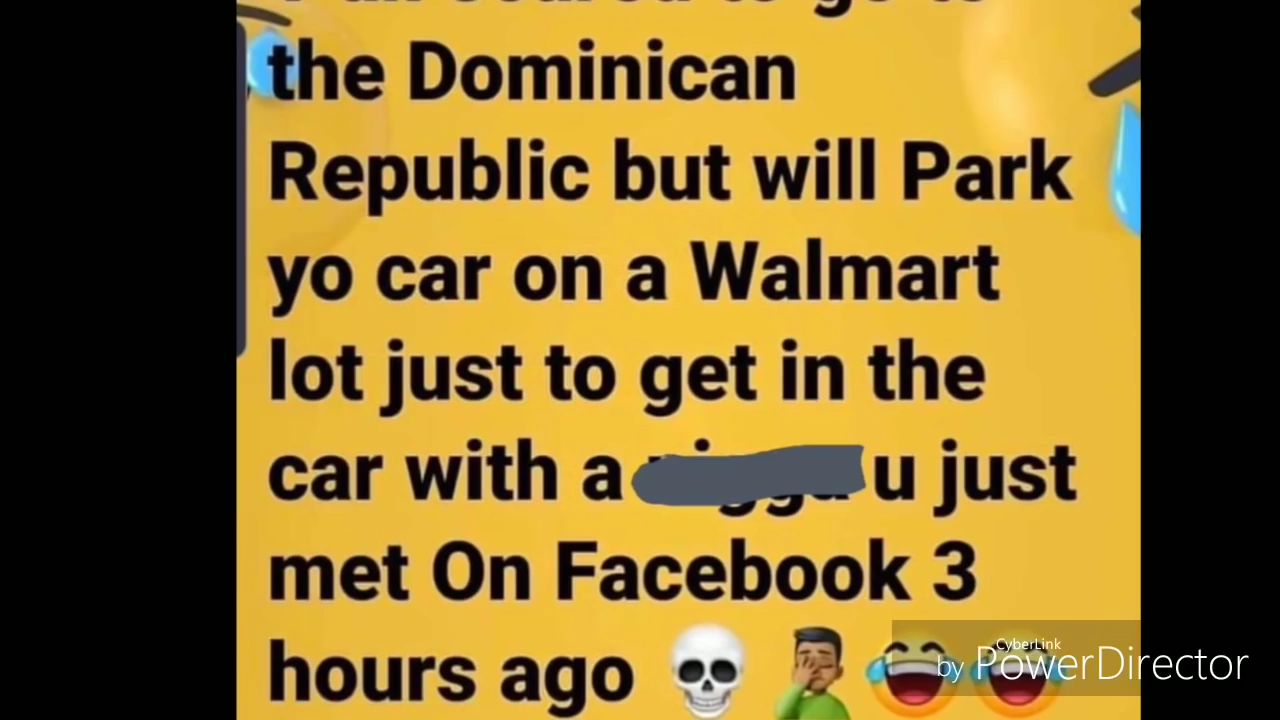 the Dominican
Republic but will Park
yo car on a Walmart
lot just to get in the
car with a u just
met On Facebook 3
hours ago 💀🤦🏽‍♂️😂😂
CyberLink
by PowerDirector